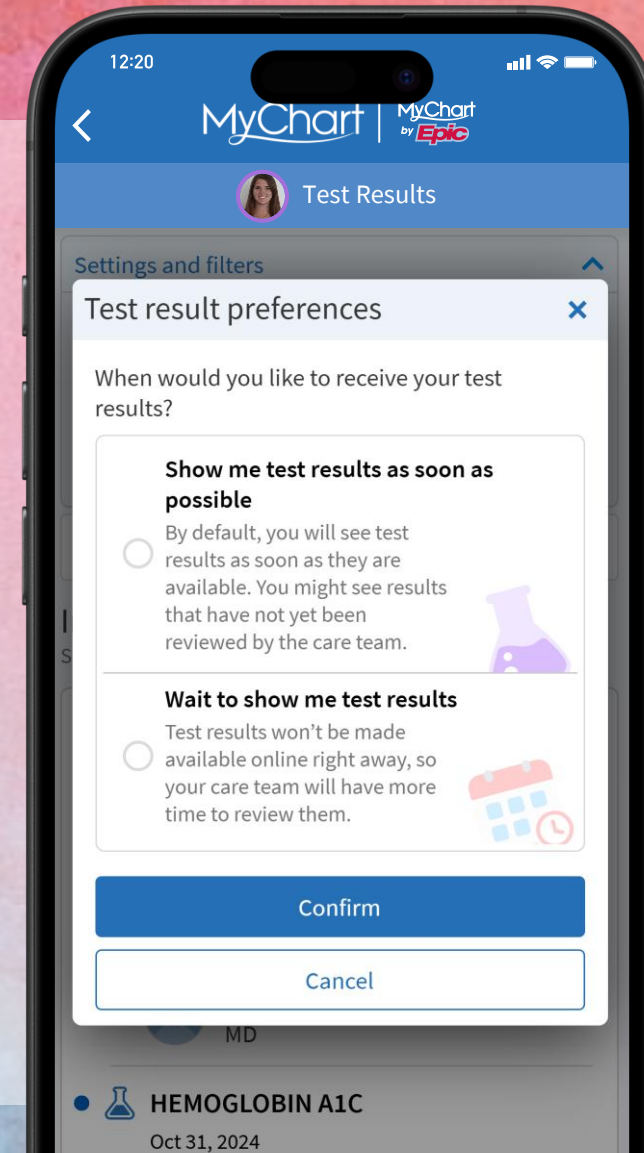 12:20
MyChart | MyChart
by Epic
Test Results
Settings and filters
Test result preferences
When would you like to receive your test
results?
Show me test results as soon as
possible
By default, you will see test
results as soon as they are
available. You might see results
that have not yet been
reviewed by the care team.
Wait to show me test results
Test results won’t be made
available online right away, so
your care team will have more
time to review them.
Confirm
Cancel
MD
HEMOGLOBIN A1C
Oct 31, 2024